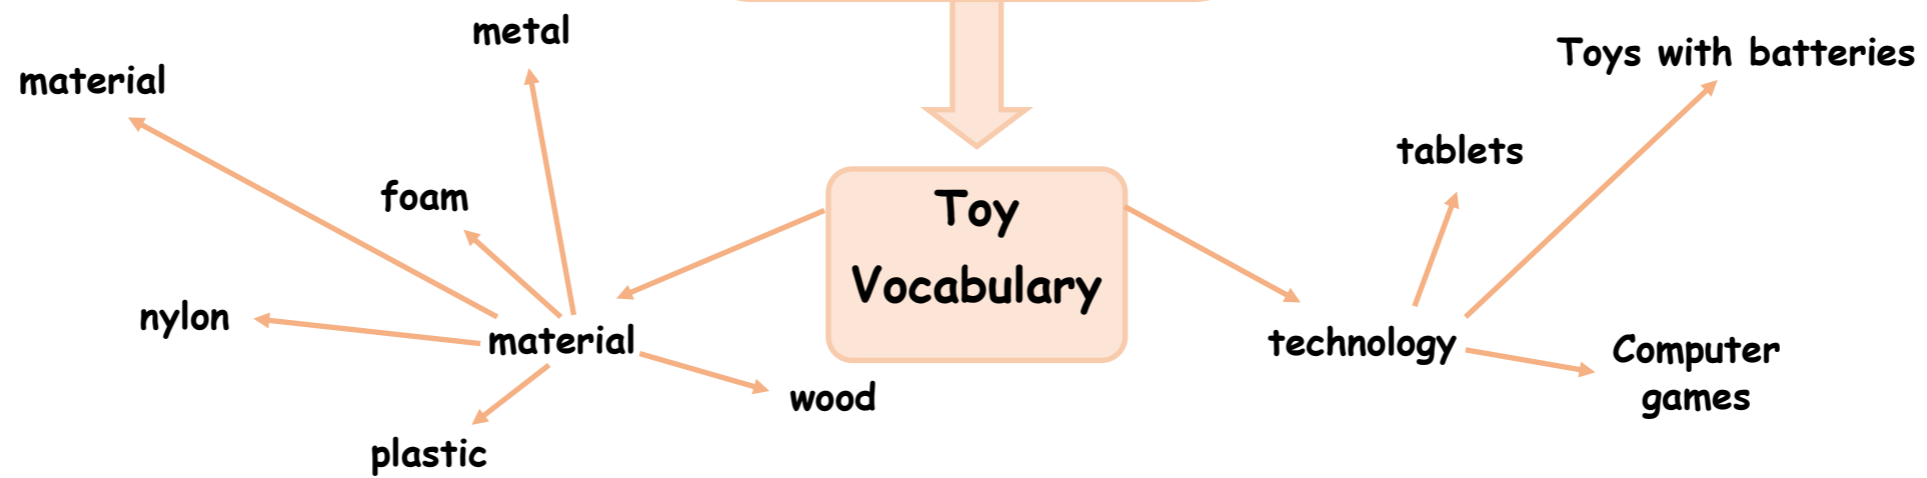 metal
Toys with batteries
material
tablets
foam
Toy
Vocabulary
nylon
material
technology
Computer
games
wood
plastic